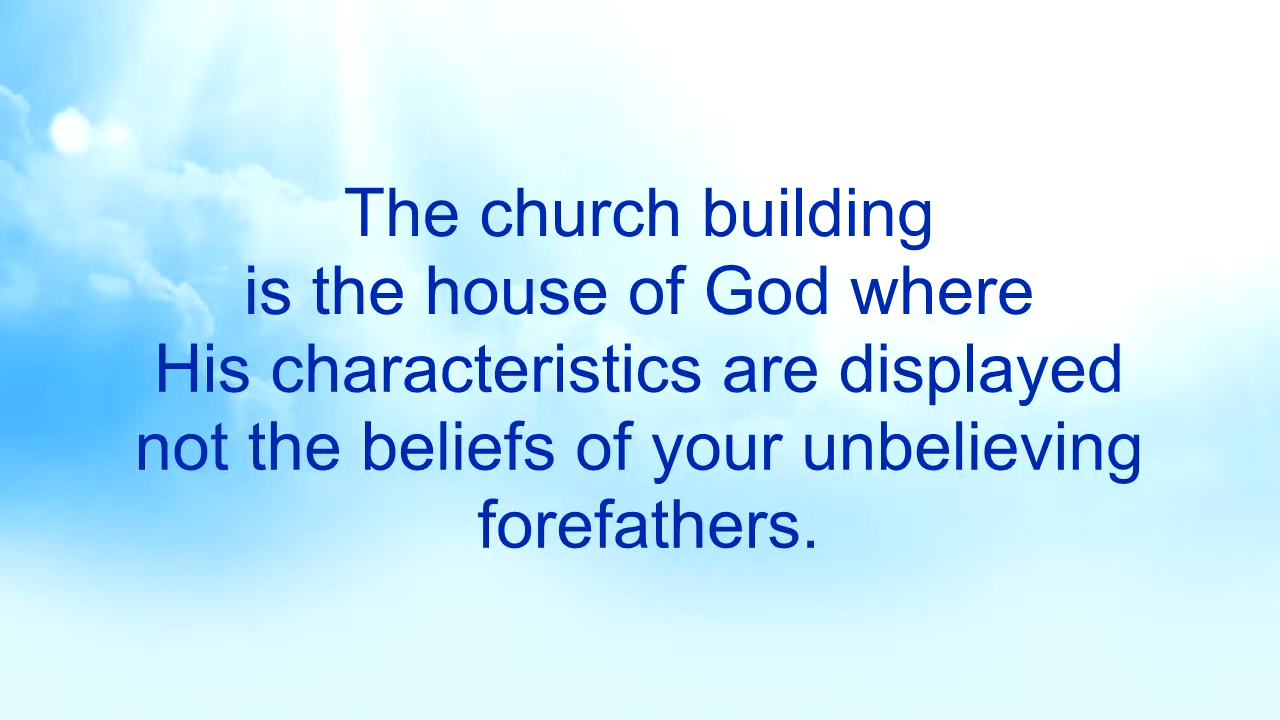 The church building
is the house of God where
His characteristics are displayed
not the beliefs of your unbelieving
forefathers.